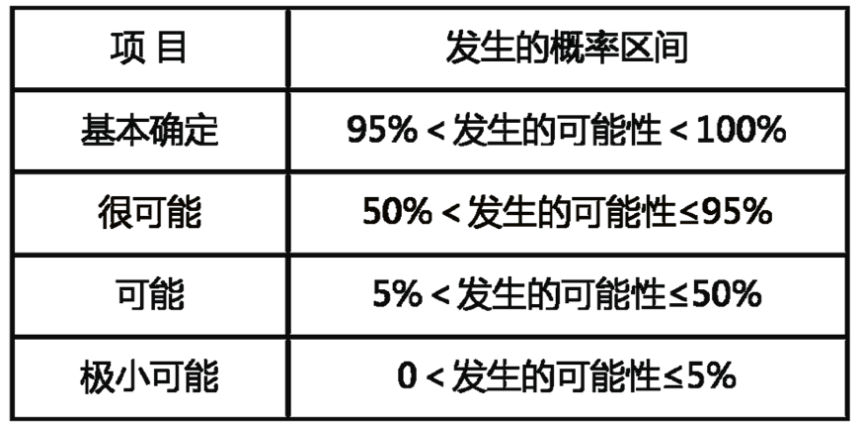 项 目 发生的概率区间
基本确定 95%＜发生的可能性＜100%
很可能 50%＜发生的可能性≤95%
可能 5%＜发生的可能性≤50%
极小可能 0＜发生的可能性≤5%